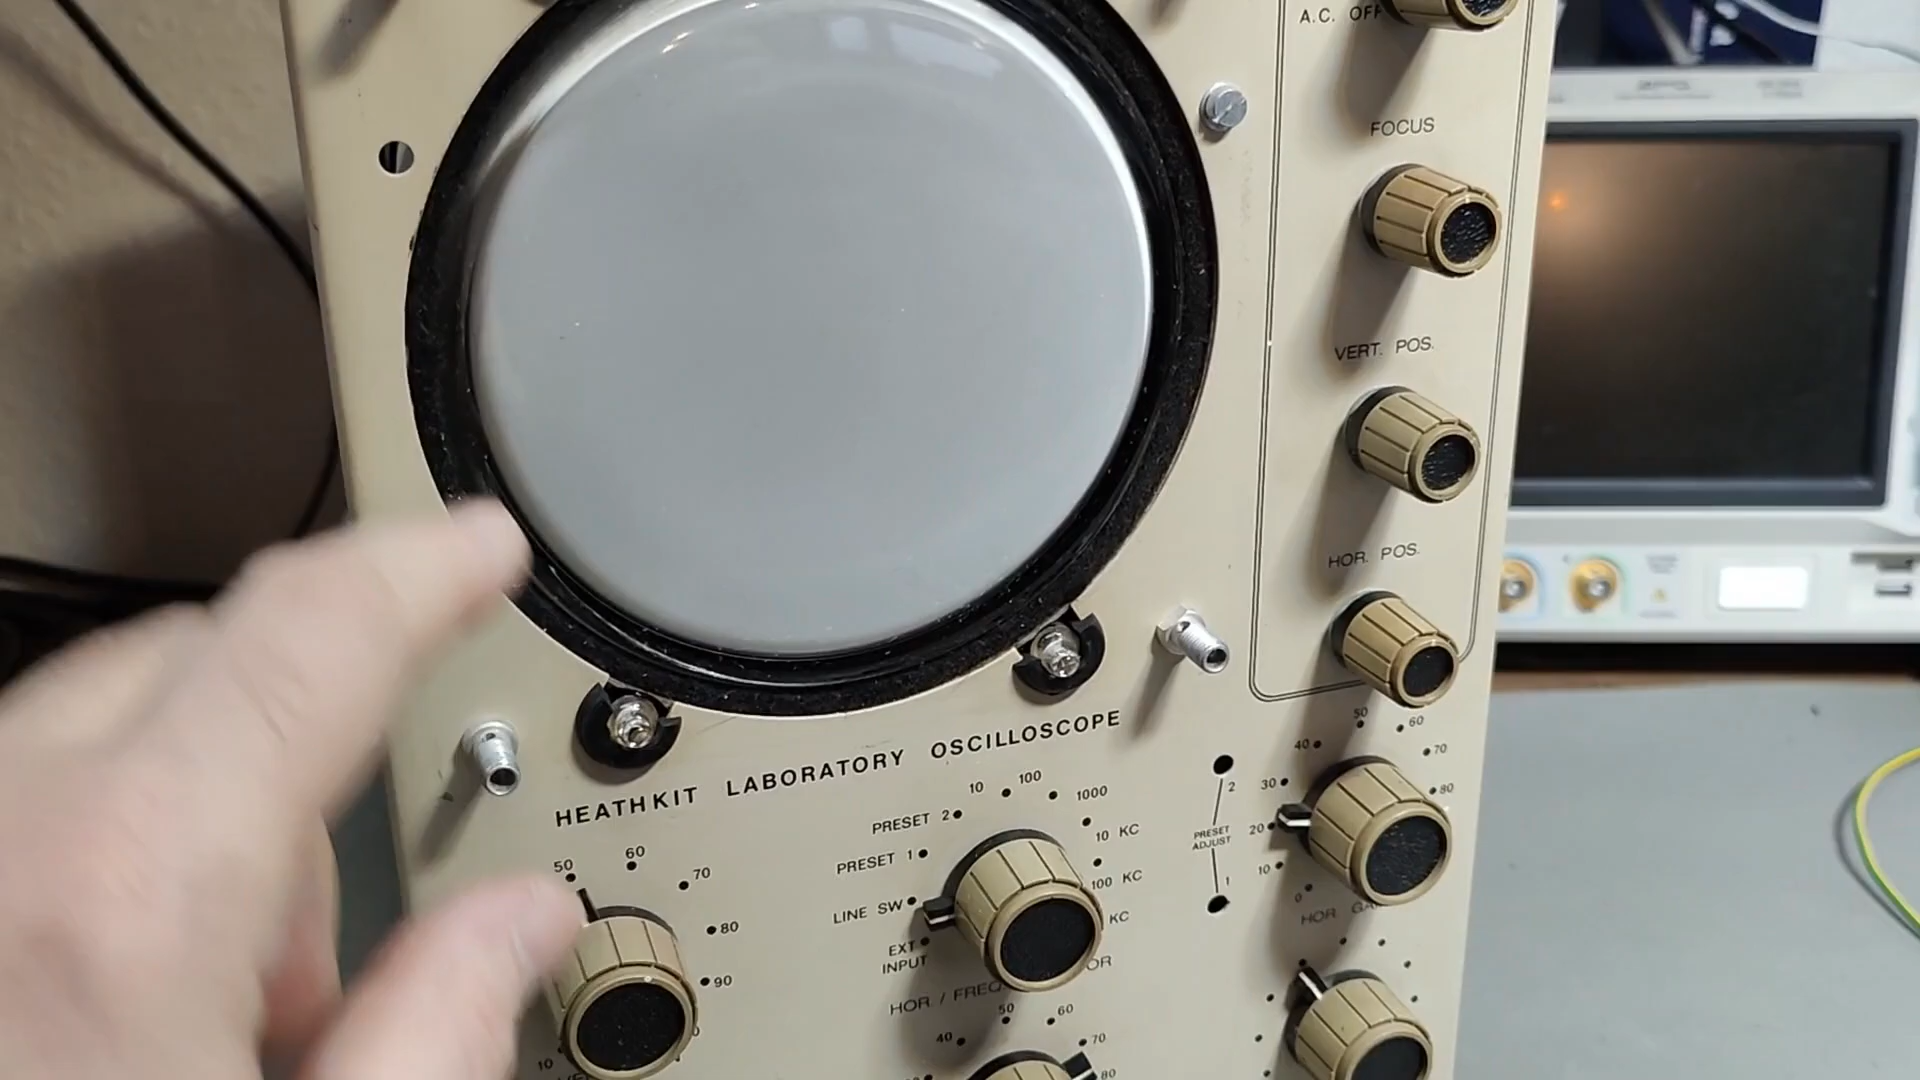 A.C. OFF
FOCUS
VERT. POS.
HOR. POS.
HEATHKIT LABORATORY OSCILLOSCOPE
50 60 70 80 90
10
PRESET 2 10 100 1000
PRESET 1 10 KC
LINE SW 100 KC
EXT INPUT KC
HOR. / FREQ.
OR
40 50 60 70 80
2
PRESET
ADJUST
1
0 10 20 30 40 50 60 70 80
HOR. GA